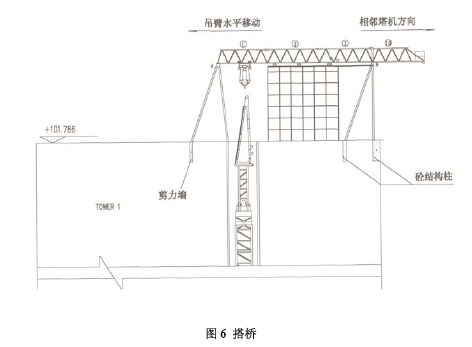 吊臂水平移动
相邻塔机方向
① ② ③ ⑩
A
+101.786
剪力墙
砼结构柱
TOWER 1
图 6 搭桥